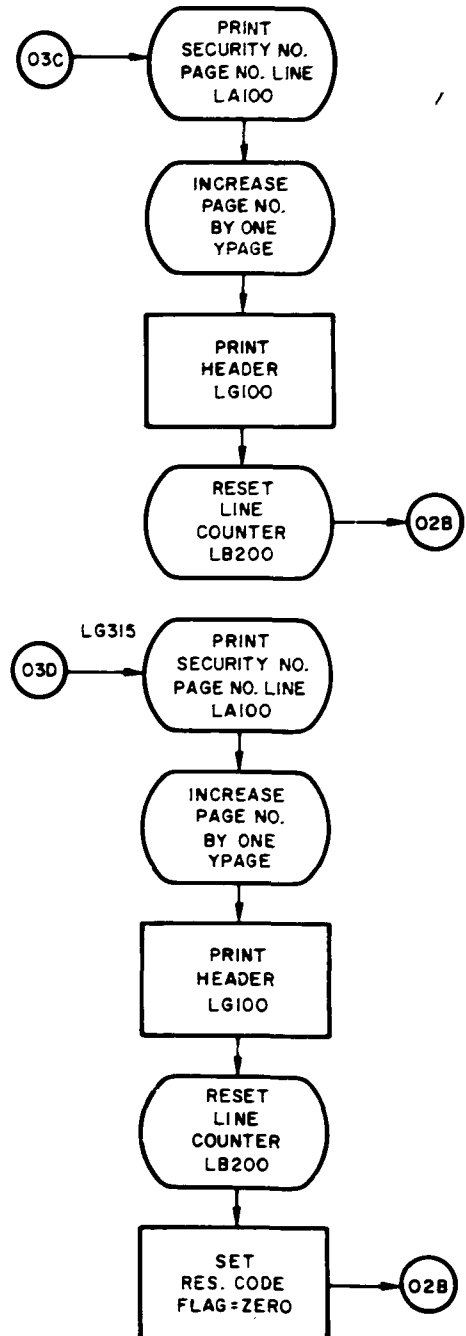 03C
PRINT
SECURITY NO.
PAGE NO. LINE
LA100
INCREASE
PAGE NO.
BY ONE
YPAGE
PRINT
HEADER
LG100
RESET
LINE
COUNTER
LB200
02B
03D
LG315
PRINT
SECURITY NO.
PAGE NO. LINE
LA100
INCREASE
PAGE NO.
BY ONE
YPAGE
PRINT
HEADER
LG100
RESET
LINE
COUNTER
LB200
SET
RES. CODE
FLAG=ZERO
02B